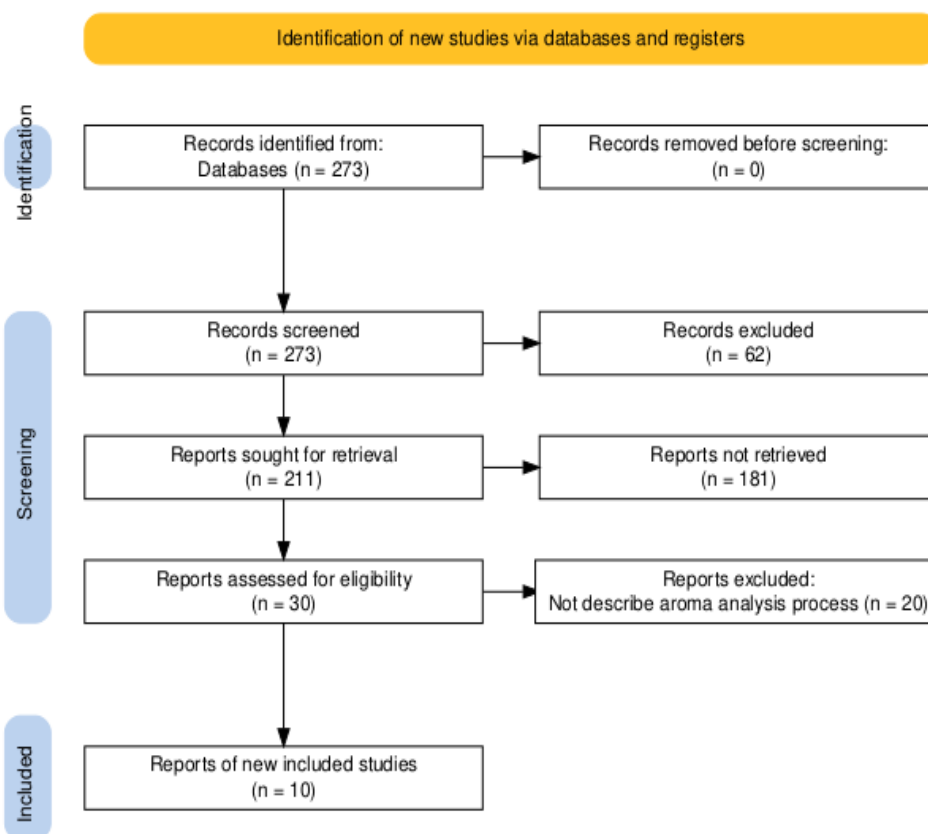 Identification of new studies via databases and registers
Identification
Records identified from:
Databases (n = 273)
Records removed before screening:
(n = 0)
Screening
Records screened
(n = 273)
Records excluded
(n = 62)
Reports sought for retrieval
(n = 211)
Reports not retrieved
(n = 181)
Reports assessed for eligibility
(n = 30)
Reports excluded:
Not describe aroma analysis process (n = 20)
Included
Reports of new included studies
(n = 10)